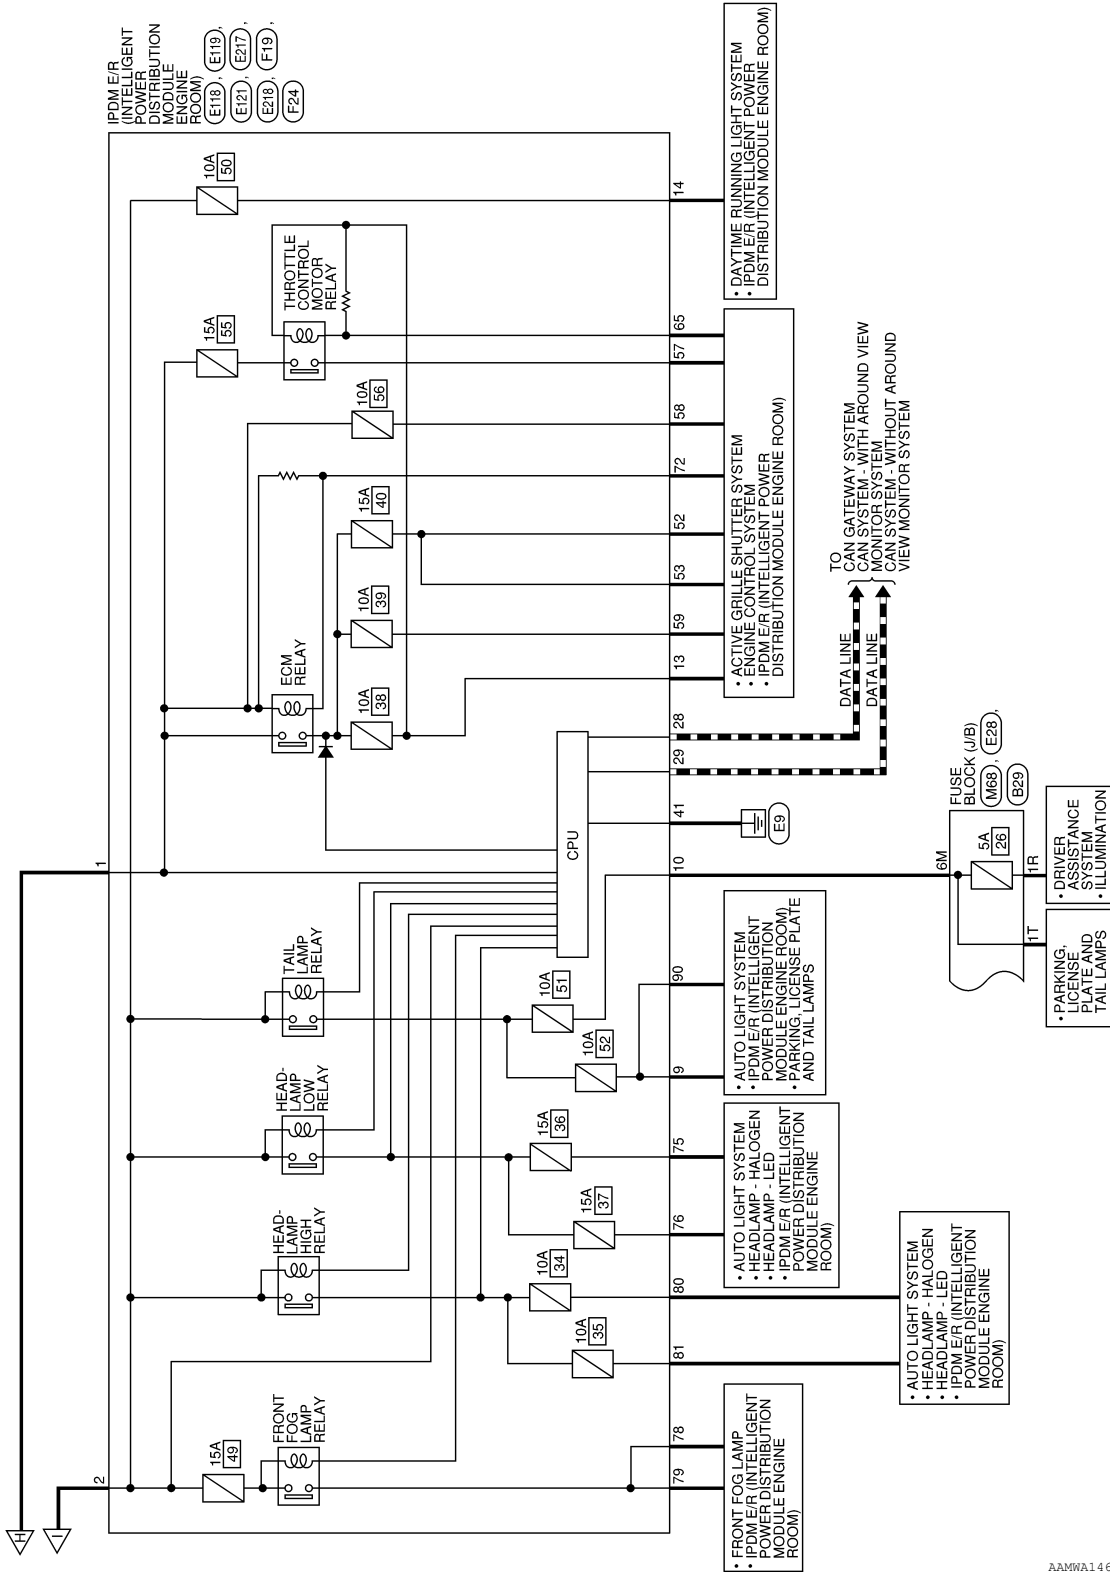 IPDM E/R
(INTELLIGENT
POWER
DISTRIBUTION
MODULE
ENGINE
ROOM)
E118 , E119 ,
E121 , E217 ,
E218 , F19 ,
F24
H
I
1
2
10A
50
15A
55
THROTTLE
CONTROL
MOTOR
RELAY
10A
56
15A
40
10A
39
ECM
RELAY
10A
38
CPU
TAIL
LAMP
RELAY
10A
51
10A
52
HEAD-
LAMP
LOW
RELAY
15A
36
15A
37
HEAD-
LAMP
HIGH
RELAY
10A
34
10A
35
FRONT
FOG
LAMP
RELAY
15A
49
14
65
57
58
72
52
53
59
13
28
29
41
10
90
9
75
76
80
81
78
79
• DAYTIME RUNNING LIGHT SYSTEM
• IPDM E/R (INTELLIGENT POWER
DISTRIBUTION MODULE ENGINE ROOM)
• ACTIVE GRILLE SHUTTER SYSTEM
• ENGINE CONTROL SYSTEM
• IPDM E/R (INTELLIGENT POWER
DISTRIBUTION MODULE ENGINE ROOM)
DATA LINE
DATA LINE
TO
CAN GATEWAY SYSTEM
CAN SYSTEM - WITH AROUND VIEW
MONITOR SYSTEM
CAN SYSTEM - WITHOUT AROUND
VIEW MONITOR SYSTEM
E9
FUSE
BLOCK (J/B)
M68 , E28 ,
B29
6M
5A
26
1R
1T
• DRIVER
ASSISTANCE
SYSTEM
• ILLUMINATION
• PARKING,
LICENSE
PLATE AND
TAIL LAMPS
• AUTO LIGHT SYSTEM
• IPDM E/R (INTELLIGENT
POWER DISTRIBUTION
MODULE ENGINE ROOM)
• PARKING, LICENSE PLATE
AND TAIL LAMPS
• AUTO LIGHT SYSTEM
• HEADLAMP - HALOGEN
• HEADLAMP - LED
• IPDM E/R (INTELLIGENT
POWER DISTRIBUTION
MODULE ENGINE
ROOM)
• AUTO LIGHT SYSTEM
• HEADLAMP - HALOGEN
• HEADLAMP - LED
• IPDM E/R (INTELLIGENT
POWER DISTRIBUTION
MODULE ENGINE
ROOM)
• FRONT FOG LAMP
• IPDM E/R (INTELLIGENT
POWER DISTRIBUTION
MODULE ENGINE
ROOM)
AAMWA146